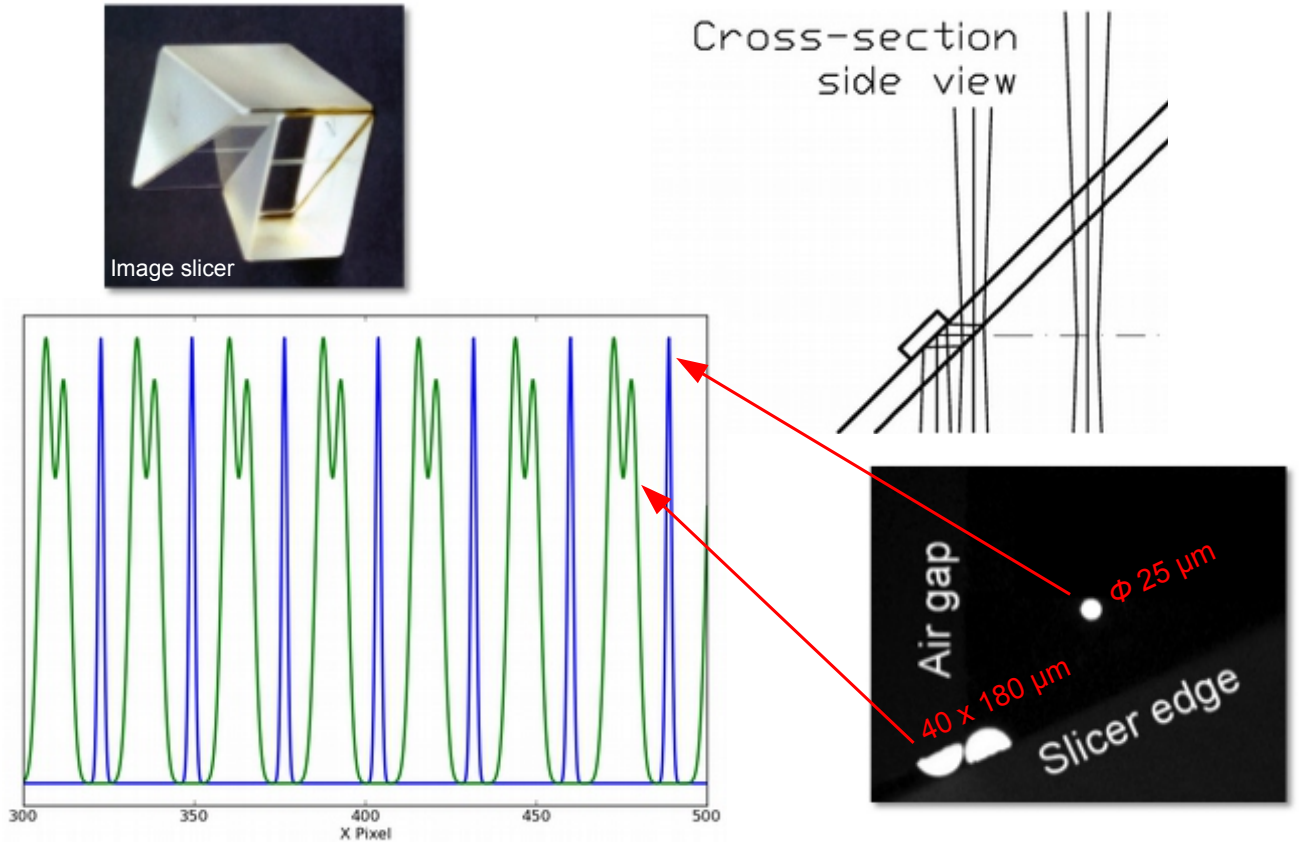 Cross-section
side view
Image slicer
Air gap
Φ 25 µm
40 x 180 µm
Slicer edge
300
350
400
450
500
X Pixel